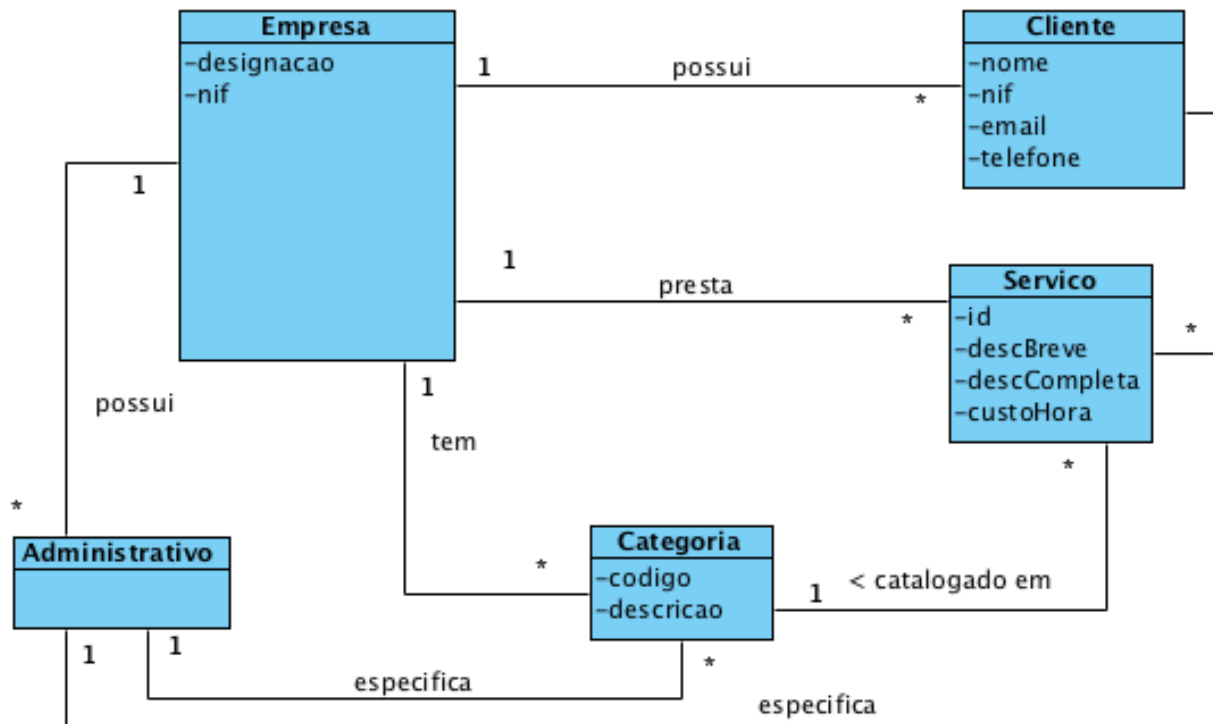 Empresa
-designacao
-nif
1
possui
*
Cliente
-nome
-nif
-email
-telefone
1
1
presta
*
Servico
-id
-descBreve
-descCompleta
-custoHora
*
possui
1
tem
*
*
Administrativo
Categoria
-codigo
-descricao
*
1
< catalogado em
1
1
especifica
*
especifica